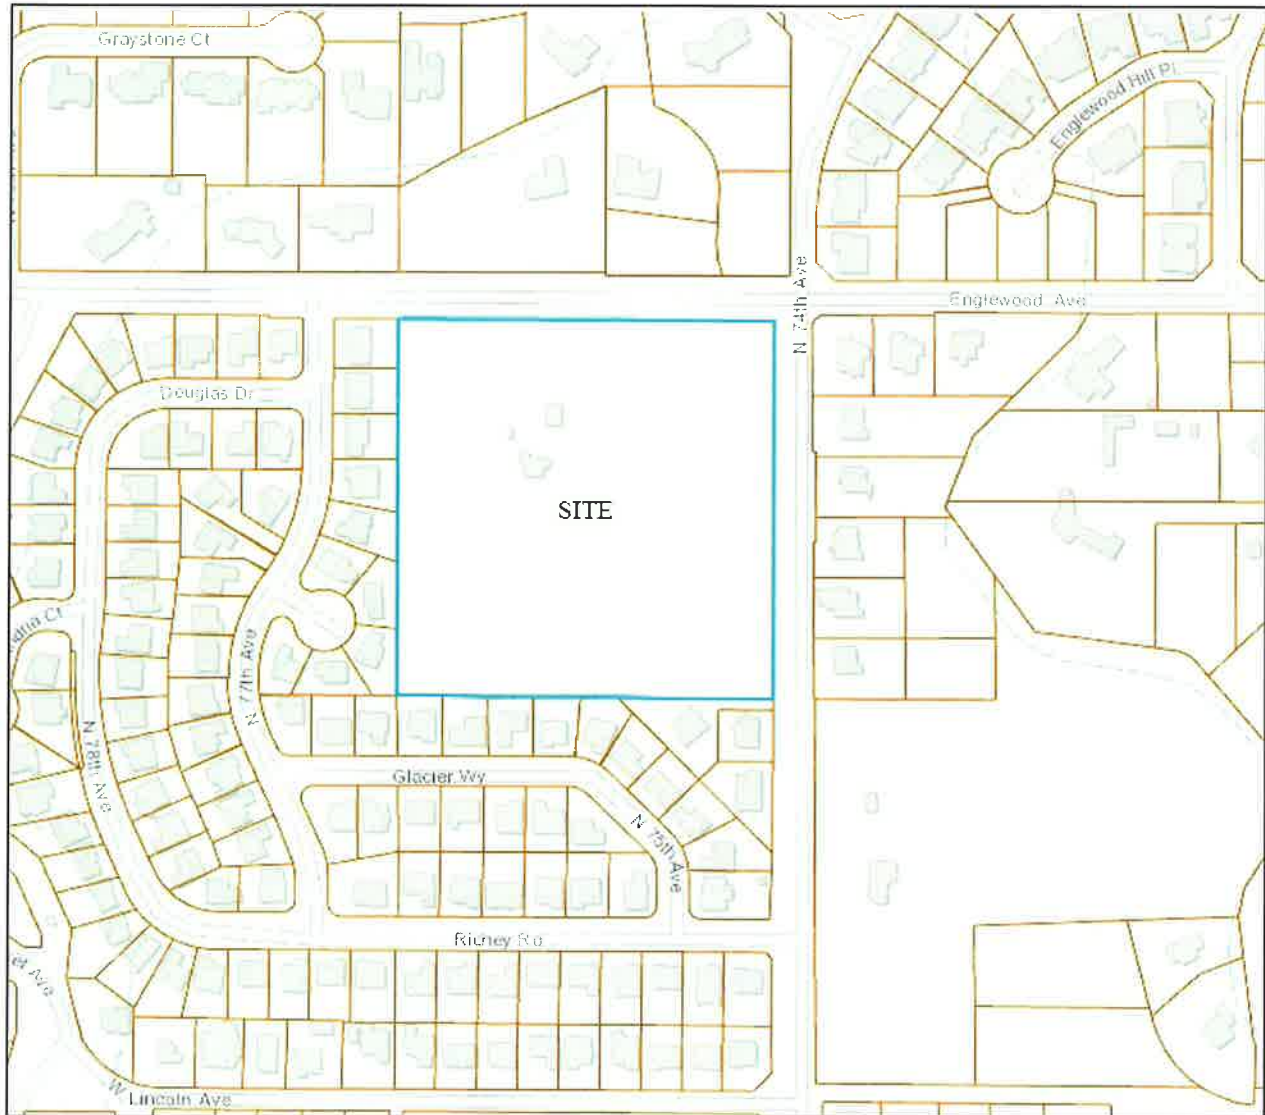 Graystone Ct
Englewood Hill Pl
N 74th Ave
Englewood Ave
Douglas Dr
SITE
N 77th Ave
N 78th Ave
Glacier Wy
N 75th Ave
Richey Rd
W Lincoln Ave